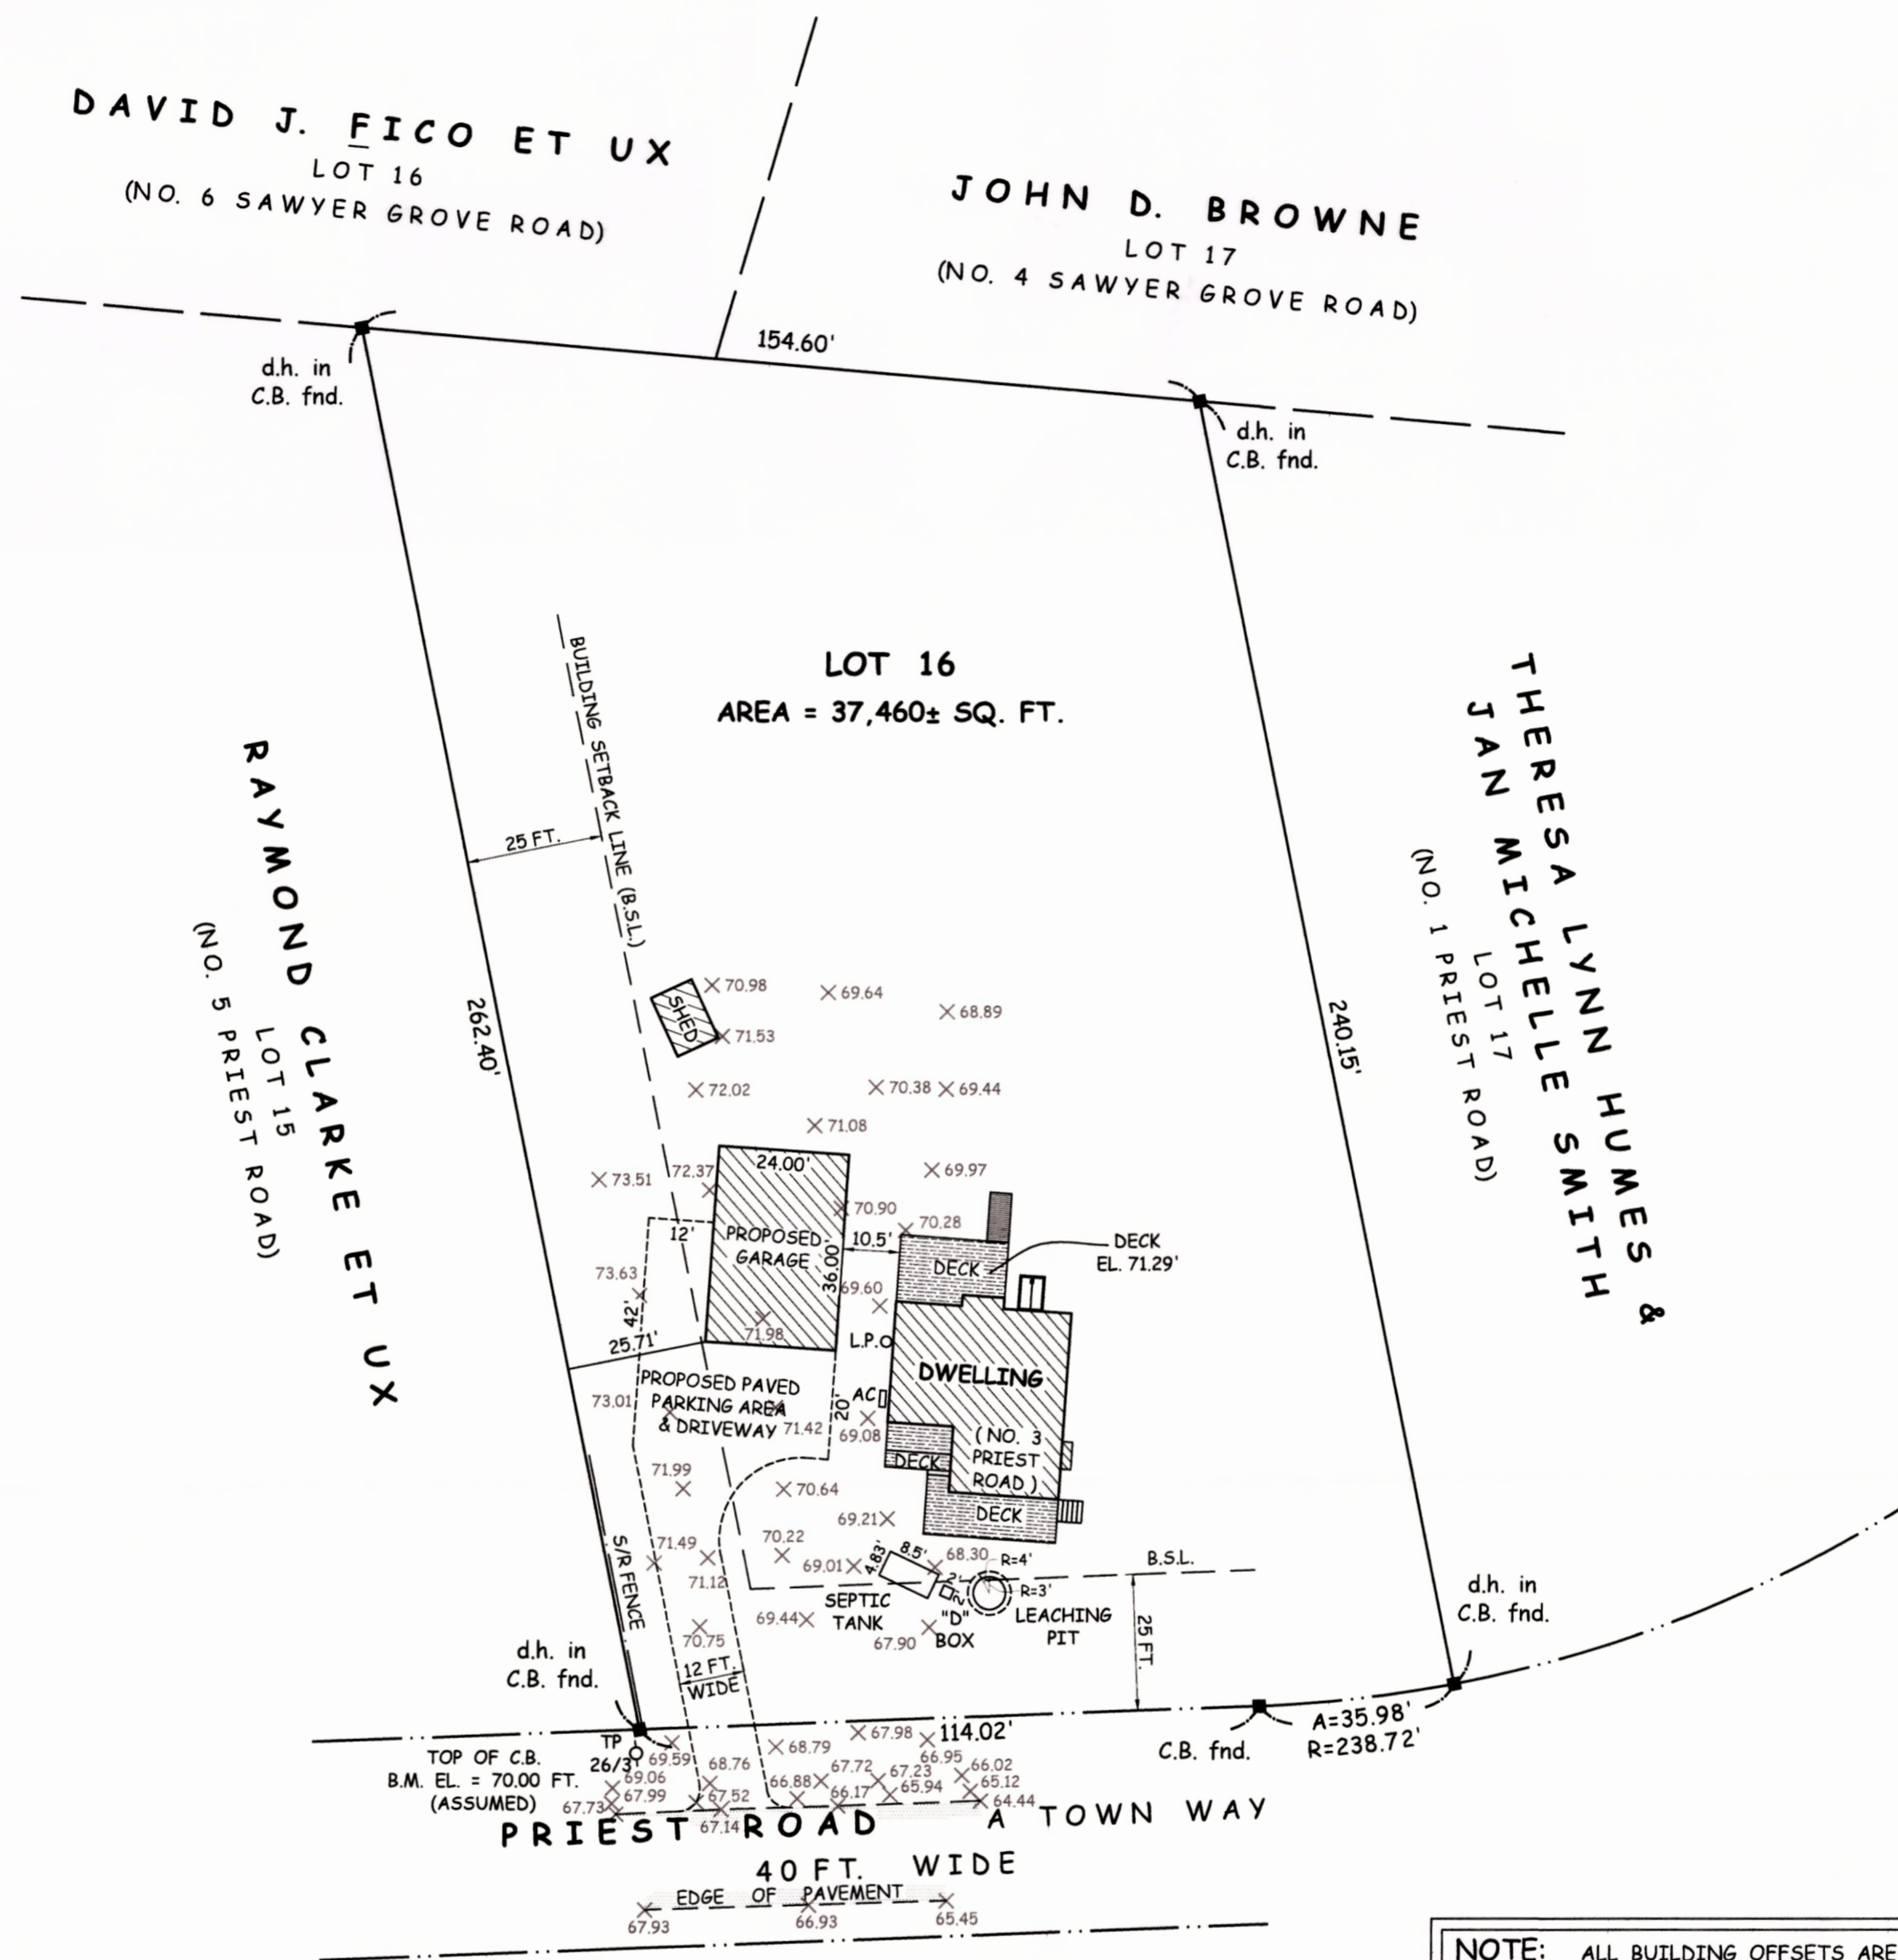 DAVID J. FICO ET UX
LOT 16
(NO. 6 SAWYER GROVE ROAD)
JOHN D. BROWNE
LOT 17
(NO. 4 SAWYER GROVE ROAD)
154.60'
d.h. in
C.B. fnd.
d.h. in
C.B. fnd.
LOT 16
AREA = 37,460± SQ. FT.
BUILDING SETBACK LINE (B.S.L.)
25 FT.
RAYMOND CLARKE ET UX
LOT 15
(NO. 5 PRIEST ROAD)
262.40'
240.15'
THERESA LYNN HUMES &
JAN MICHELLE SMITH
LOT 17
(NO. 1 PRIEST ROAD)
SHED
70.98
69.64
68.89
71.53
72.02
70.38
69.44
71.08
73.51
72.37
24.00'
69.97
70.90
70.28
12'
PROPOSED
GARAGE
36.00'
10.5'
DECK
DECK
EL. 71.29'
73.63
42'
69.60
71.98
25.71'
L.P.
DWELLING
(NO. 3
PRIEST
ROAD)
PROPOSED PAVED
PARKING AREA
& DRIVEWAY
73.01
71.42
20'
AC
69.08
DECK
DECK
71.99
70.64
69.21
S/R FENCE
71.49
71.12
70.22
69.01
4.83'
8.5'
68.30
R=4'
R=3'
2'
2'
B.S.L.
SEPTIC
TANK
"D"
BOX
LEACHING
PIT
69.44
67.90
70.75
25 FT.
12 FT.
WIDE
d.h. in
C.B. fnd.
d.h. in
C.B. fnd.
114.02'
C.B. fnd.
A=35.98'
R=238.72'
TP
26/3
TOP OF C.B.
B.M. EL. = 70.00 FT.
(ASSUMED)
69.59
69.06
67.99
67.73
68.76
67.52
67.14
68.79
67.98
67.72
66.88
66.17
67.23
65.94
66.95
66.02
65.12
64.44
PRIEST ROAD A TOWN WAY
40 FT. WIDE
EDGE OF PAVEMENT
67.93
66.93
65.45
NOTE: ALL BUILDING OFFSETS ARE